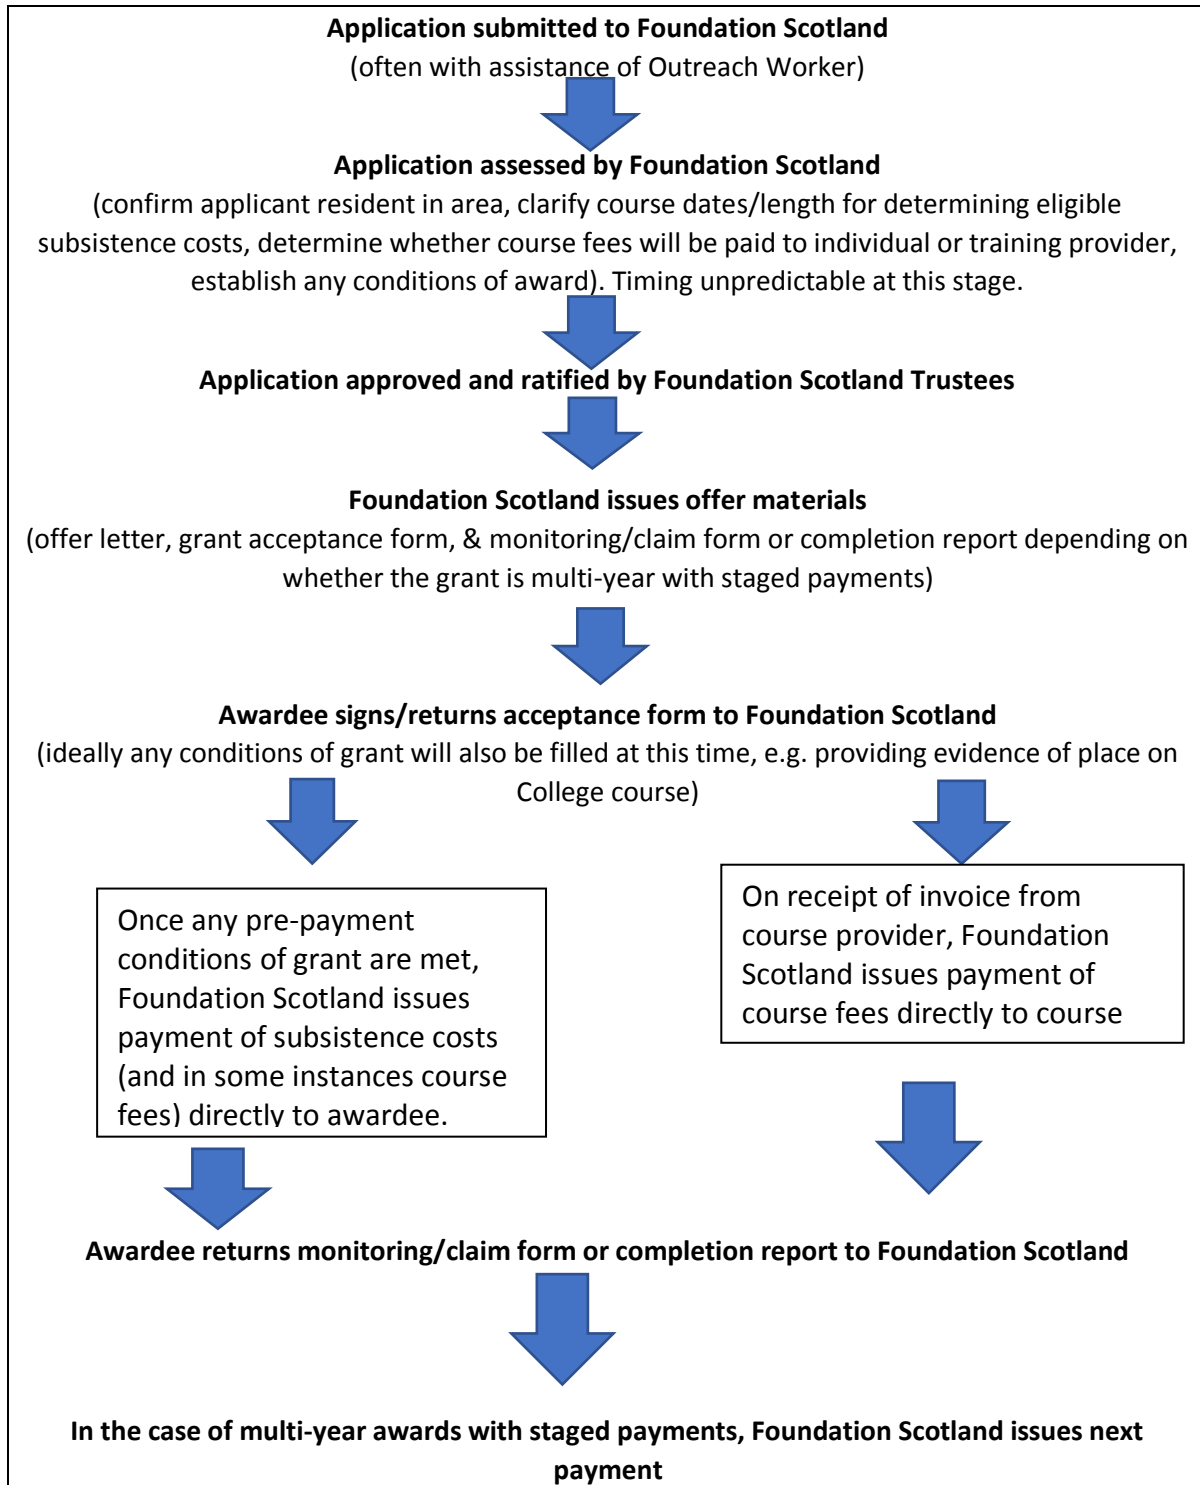 Application submitted to Foundation Scotland
(often with assistance of Outreach Worker)
Application assessed by Foundation Scotland
(confirm applicant resident in area, clarify course dates/length for determining eligible
subsistence costs, determine whether course fees will be paid to individual or training provider,
establish any conditions of award). Timing unpredictable at this stage.
Application approved and ratified by Foundation Scotland Trustees
Foundation Scotland issues offer materials
(offer letter, grant acceptance form, & monitoring/claim form or completion report depending on
whether the grant is multi-year with staged payments)
Awardee signs/returns acceptance form to Foundation Scotland
(ideally any conditions of grant will also be filled at this time, e.g. providing evidence of place on
College course)
Once any pre-payment
conditions of grant are met,
Foundation Scotland issues
payment of subsistence costs
(and in some instances course
fees) directly to awardee.
On receipt of invoice from
course provider, Foundation
Scotland issues payment of
course fees directly to course
Awardee returns monitoring/claim form or completion report to Foundation Scotland
In the case of multi-year awards with staged payments, Foundation Scotland issues next
payment